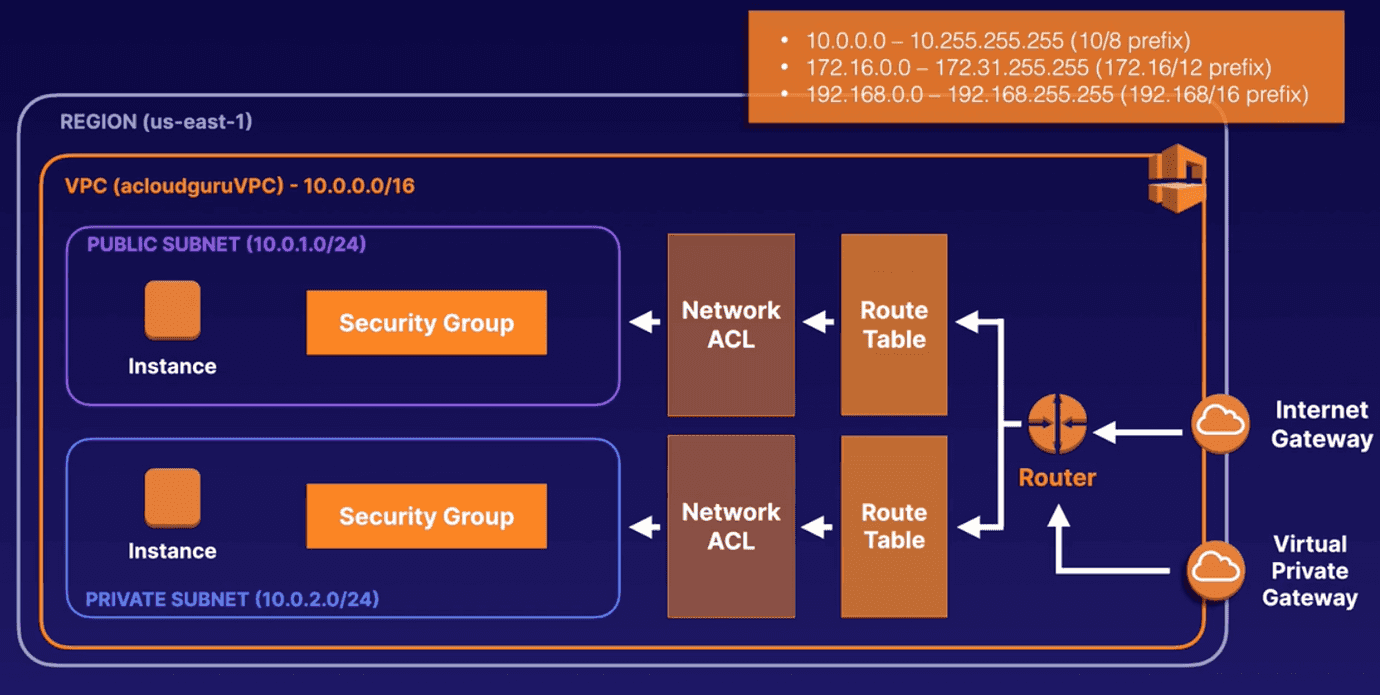 • 10.0.0.0 – 10.255.255.255 (10/8 prefix)
• 172.16.0.0 – 172.31.255.255 (172.16/12 prefix)
• 192.168.0.0 – 192.168.255.255 (192.168/16 prefix)
REGION (us-east-1)
VPC (acloudguruVPC) - 10.0.0.0/16
PUBLIC SUBNET (10.0.1.0/24)
Instance
Security Group
Network
ACL
Route
Table
Router
Internet
Gateway
Instance
Security Group
PRIVATE SUBNET (10.0.2.0/24)
Network
ACL
Route
Table
Virtual
Private
Gateway